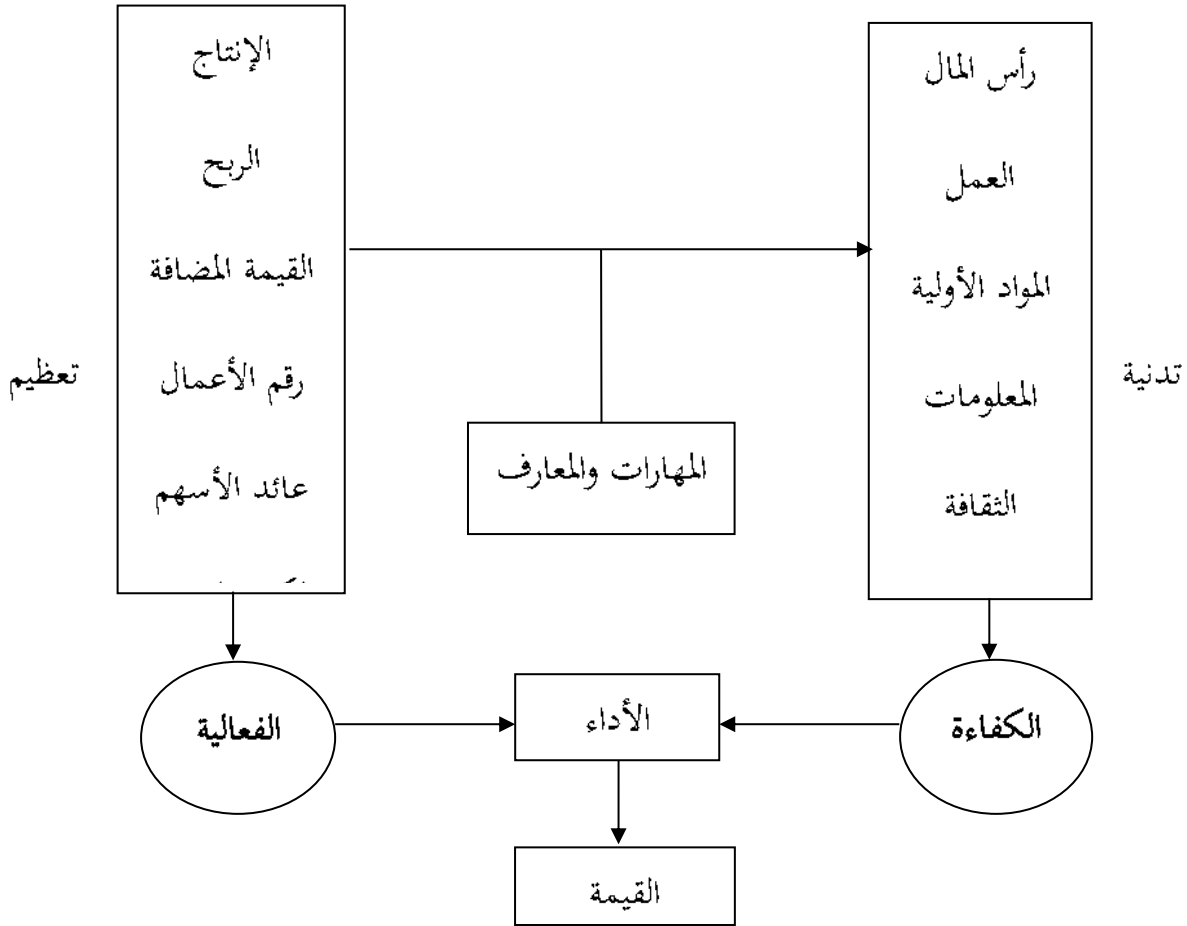 رأس المال
العمل
المواد الأولية
المعلومات
الثقافة
تدنية
الإنتاج
الربح
القيمة المضافة
رقم الأعمال
عائد الأسهم
تعظيم
المهارات والمعارف
الكفاءة
الأداء
الفعالية
القيمة